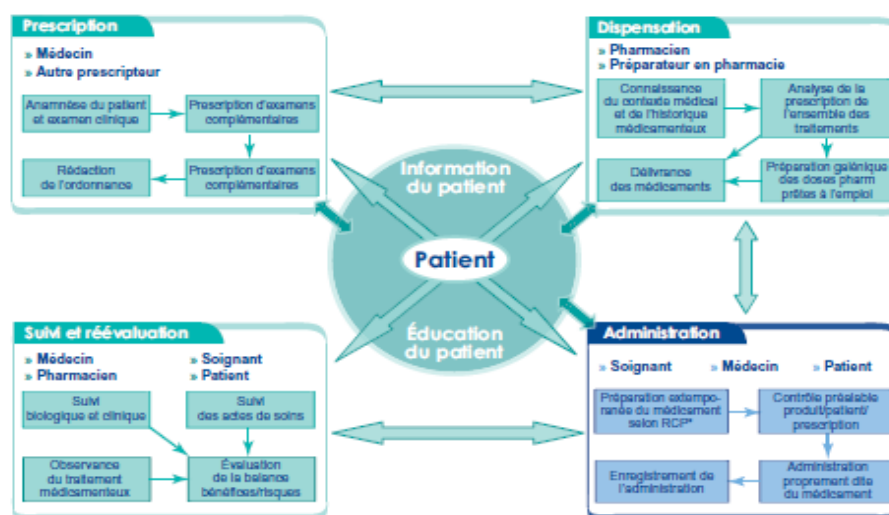 Prescription
» Médecin
» Autre prescripteur
Anamnèse du patient
et examen clinique
Prescription d'examens
complémentaires
Rédaction
de l'ordonnance
Prescription d'examens
complémentaires
Dispensation
» Pharmacien
» Préparateur en pharmacie
Connaissance
du contexte médical
et de l'historique
médicamenteux
Analyse de la
prescription de
l'ensemble des
traitements
Délivrance
des médicaments
Préparation galénique
des doses pharm
prêtes à l'emploi
Information
du patient
Patient
Éducation
du patient
Suivi et réévaluation
» Médecin
» Pharmacien
» Soignant
» Patient
Suivi
biologique et clinique
Suivi
des actes de soins
Observance
du traitement
médicamenteux
Évaluation
de la balance
bénéfices/risques
Administration
» Soignant
» Médecin
» Patient
Préparation extempo-
ranée du médicament
selon RCP*
Contrôle préalable
produit/patient/
prescription
Enregistrement de
l'administration
Administration
proprement dite
du médicament